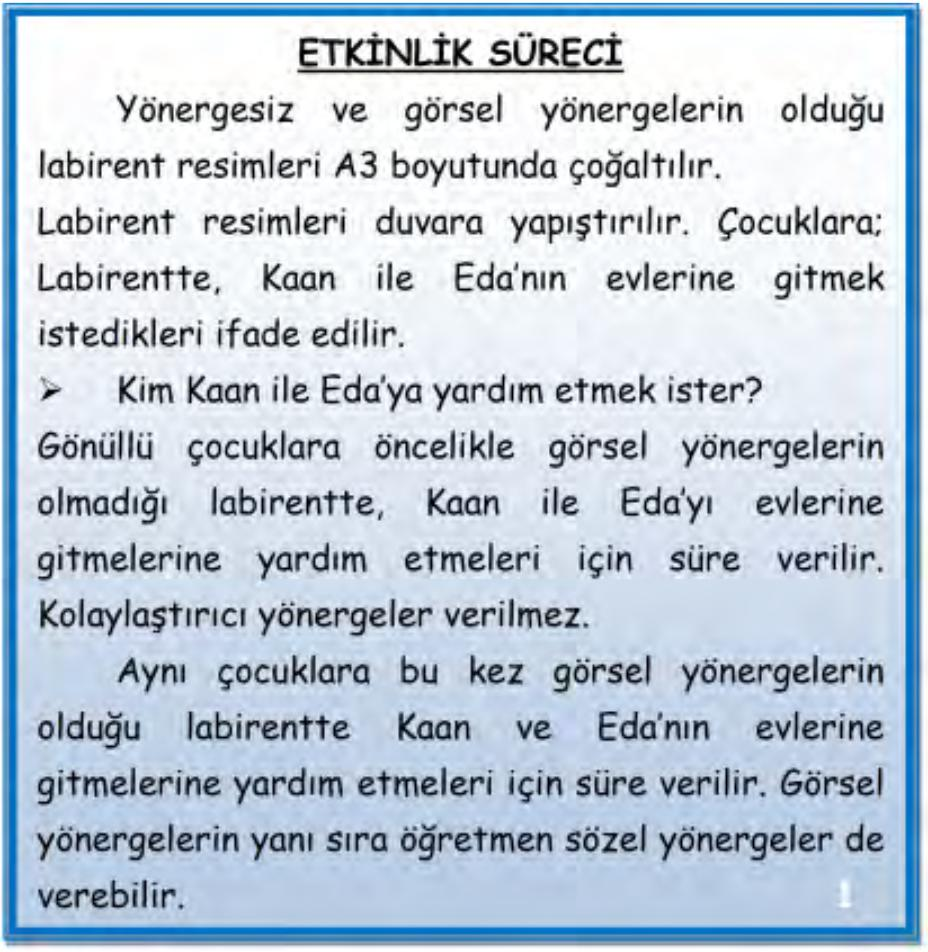 ETKİNLİK SÜRECİ
Yönergesiz ve görsel yönergelerin olduğu
labirent resimleri A3 boyutunda çoğaltılır.
Labirent resimleri duvara yapıştırılır. Çocuklara;
Labirentte, Kaan ile Eda'nın evlerine gitmek
istedikleri ifade edilir.
➢ Kim Kaan ile Eda'ya yardım etmek ister?
Gönüllü çocuklara öncelikle görsel yönergelerin
olmadığı labirentte, Kaan ile Eda'yı evlerine
gitmelerine yardım etmeleri için süre verilir.
Kolaylaştırıcı yönergeler verilmez.
Aynı çocuklara bu kez görsel yönergelerin
olduğu labirentte Kaan ve Eda'nın evlerine
gitmelerine yardım etmeleri için süre verilir. Görsel
yönergelerin yanı sıra öğretmen sözel yönergeler de
verebilir.
1